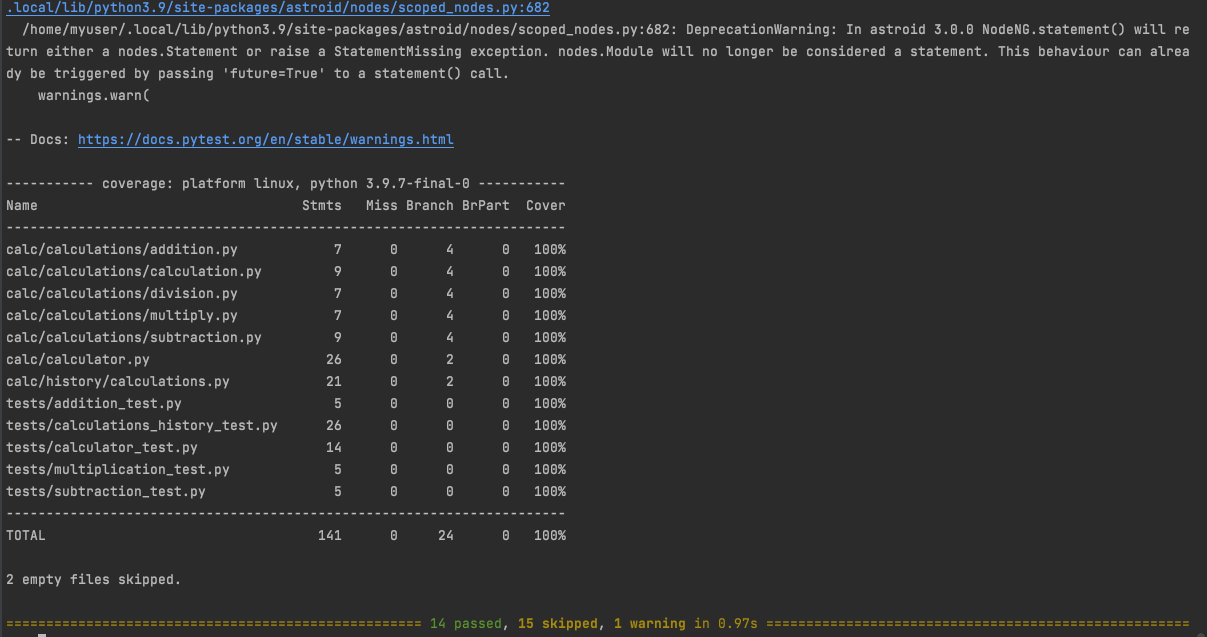 .local/lib/python3.9/site-packages/astroid/nodes/scoped_nodes.py:682
  /home/myuser/.local/lib/python3.9/site-packages/astroid/nodes/scoped_nodes.py:682: DeprecationWarning: In astroid 3.0.0 NodeNG.statement() will re
turn either a nodes.Statement or raise a StatementMissing exception. nodes.Module will no longer be considered a statement. This behaviour can alrea
dy be triggered by passing 'future=True' to a statement() call.
    warnings.warn(

-- Docs: https://docs.pytest.org/en/stable/warnings.html

----------- coverage: platform linux, python 3.9.7-final-0 -----------
Name                                 Stmts   Miss Branch BrPart  Cover
----------------------------------------------------------------------
calc/calculations/addition.py            7      0      4      0   100%
calc/calculations/calculation.py         9      0      4      0   100%
calc/calculations/division.py            7      0      4      0   100%
calc/calculations/multiply.py            7      0      4      0   100%
calc/calculations/subtraction.py         9      0      4      0   100%
calc/calculator.py                      26      0      2      0   100%
calc/history/calculations.py            21      0      2      0   100%
tests/addition_test.py                   5      0      0      0   100%
tests/calculations_history_test.py      26      0      0      0   100%
tests/calculator_test.py                14      0      0      0   100%
tests/multiplication_test.py             5      0      0      0   100%
tests/subtraction_test.py                5      0      0      0   100%
----------------------------------------------------------------------
TOTAL                                  141      0     24      0   100%

2 empty files skipped.

==================================================== 14 passed, 15 skipped, 1 warning in 0.97s =====================================================